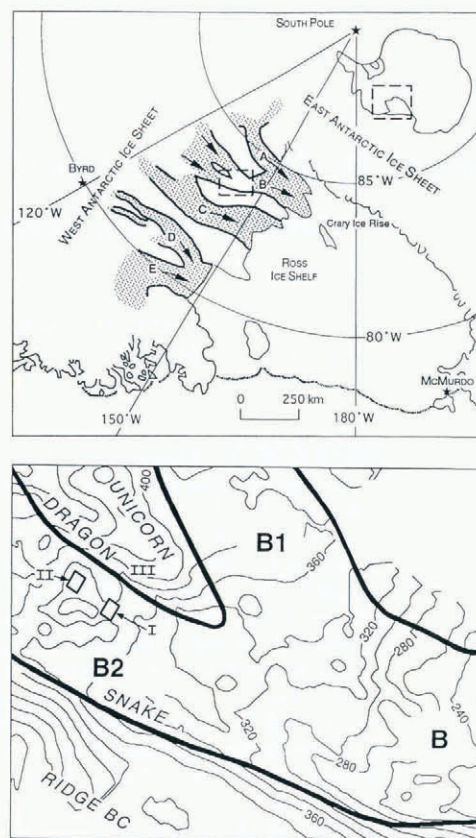 SOUTH POLE
EAST ANTARCTIC ICE SHEET
WEST ANTARCTIC ICE SHEET
BYRD
120°W
A
B
85°W
C
Crary Ice Rise
D
ROSS
ICE SHELF
E
80°W
MCMURDO
0 250 km
150°W
180°W
UNICORN
400
DRAGON
B1
III
II
360
I
320
280
B2
SNAKE
240
320
B
280
RIDGE BC
360